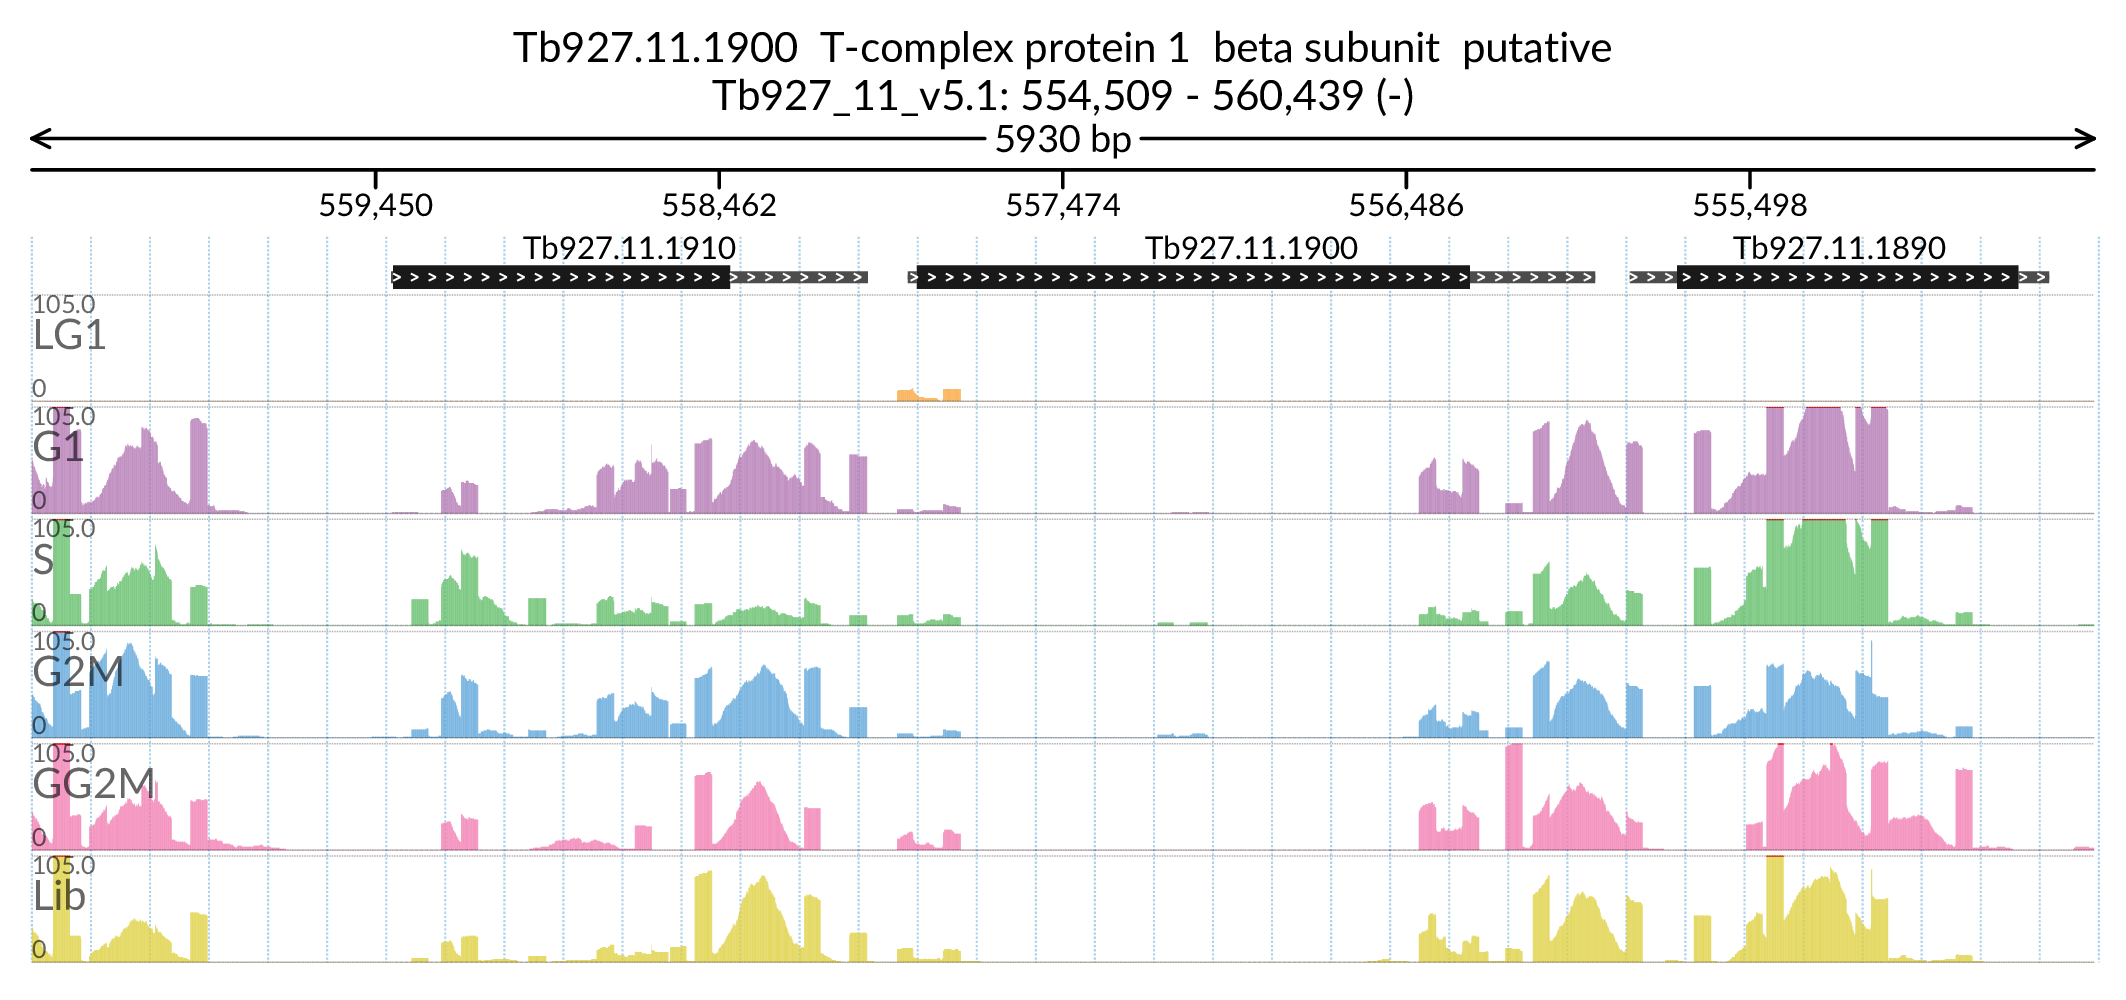 Tb927.11.1900  T-complex protein 1  beta subunit  putative
Tb927_11_v5.1: 554,509 - 560,439 (-)
5930 bp
559,450 558,462 557,474 556,486 555,498
Tb927.11.1910 Tb927.11.1900 Tb927.11.1890
105.0
LG1
0
105.0
G1
0
105.0
S
0
105.0
G2M
0
105.0
GG2M
0
105.0
Lib
0